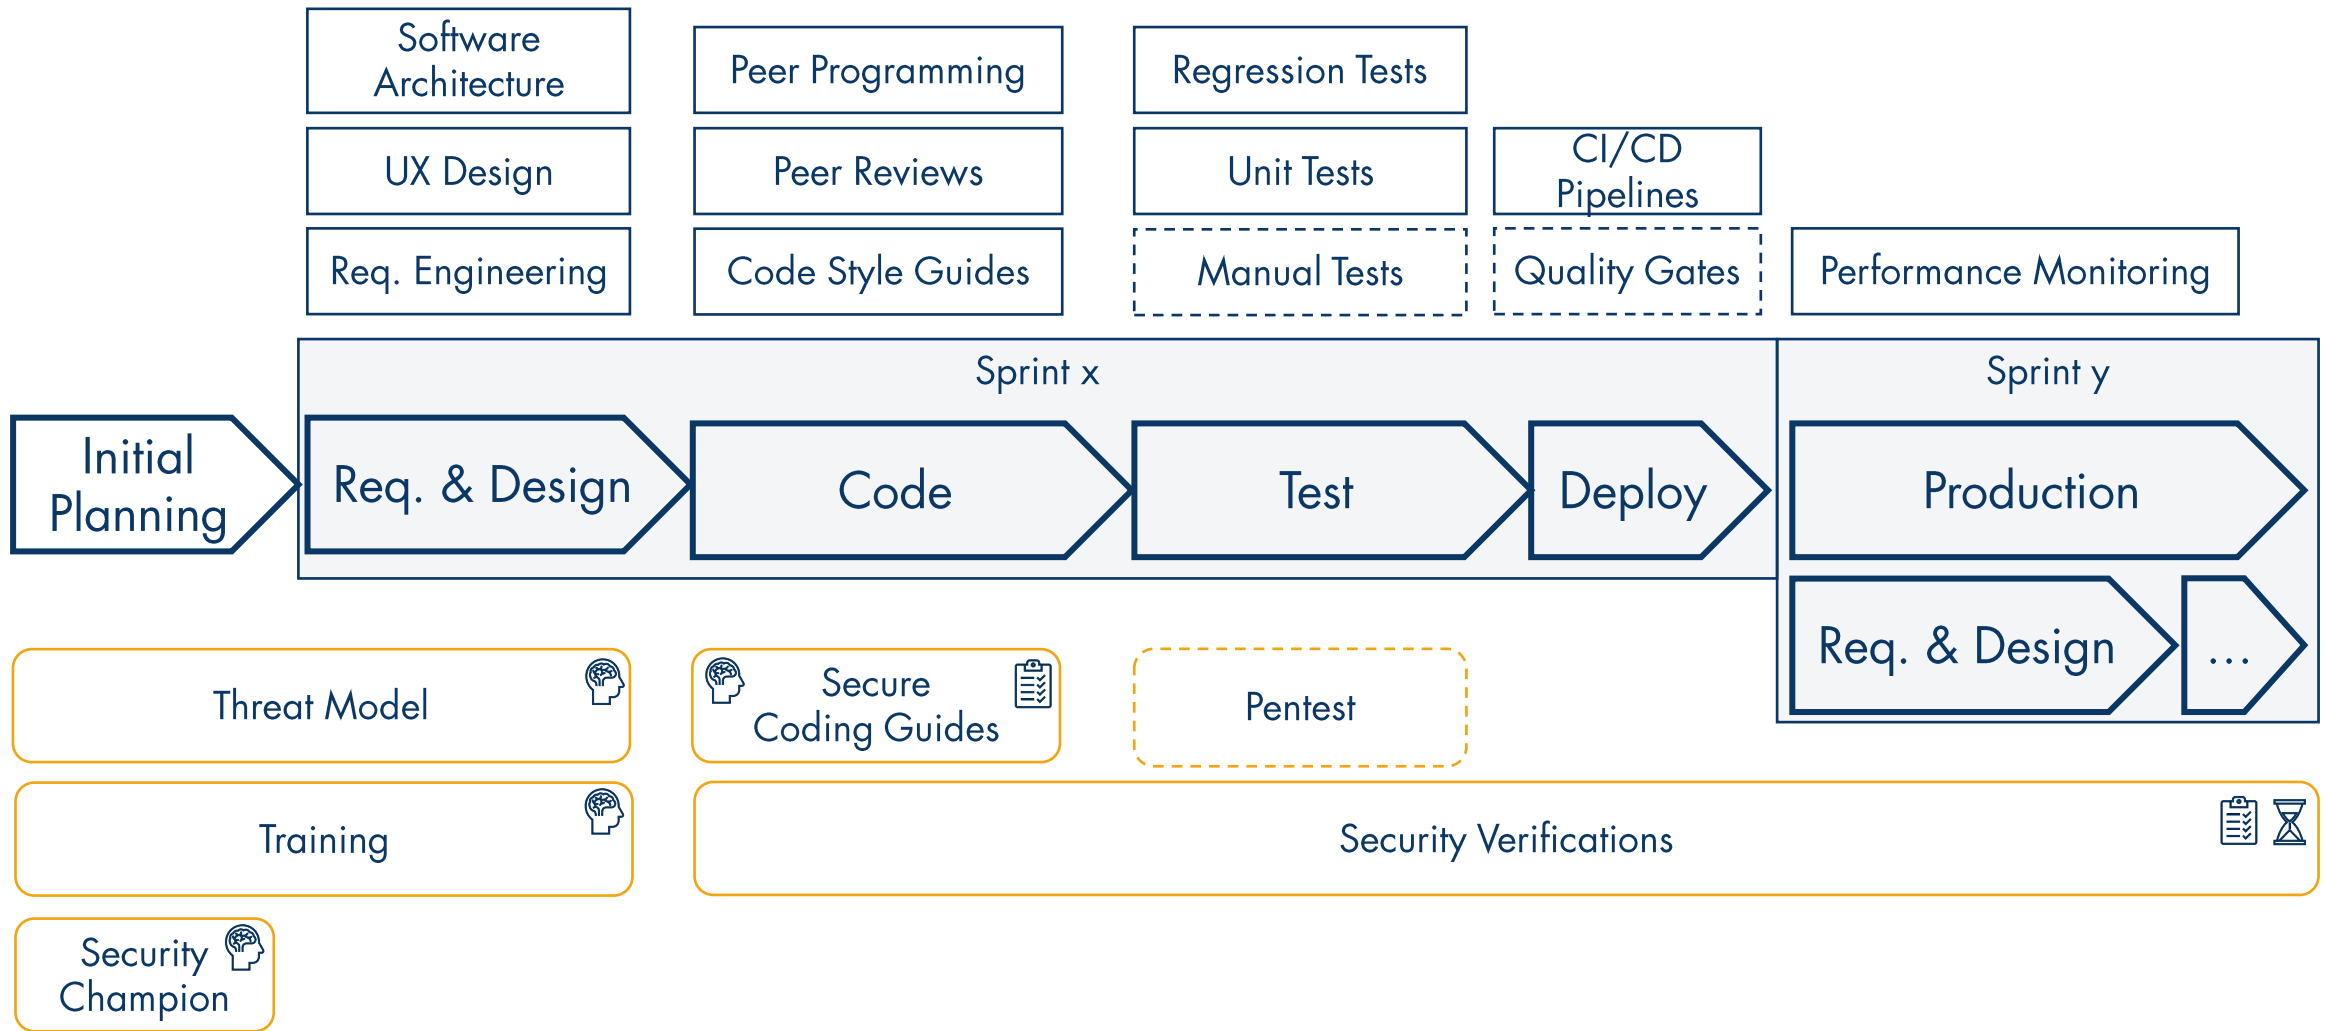 Software
Architecture
Peer Programming
Regression Tests
UX Design
Peer Reviews
Unit Tests
CI/CD
Pipelines
Req. Engineering
Code Style Guides
Manual Tests
Quality Gates
Performance Monitoring
Sprint x
Sprint y
Initial
Planning
Req. & Design
Code
Test
Deploy
Production
Req. & Design
...
Threat Model
Secure
Coding Guides
Pentest
Training
Security Verifications
Security
Champion